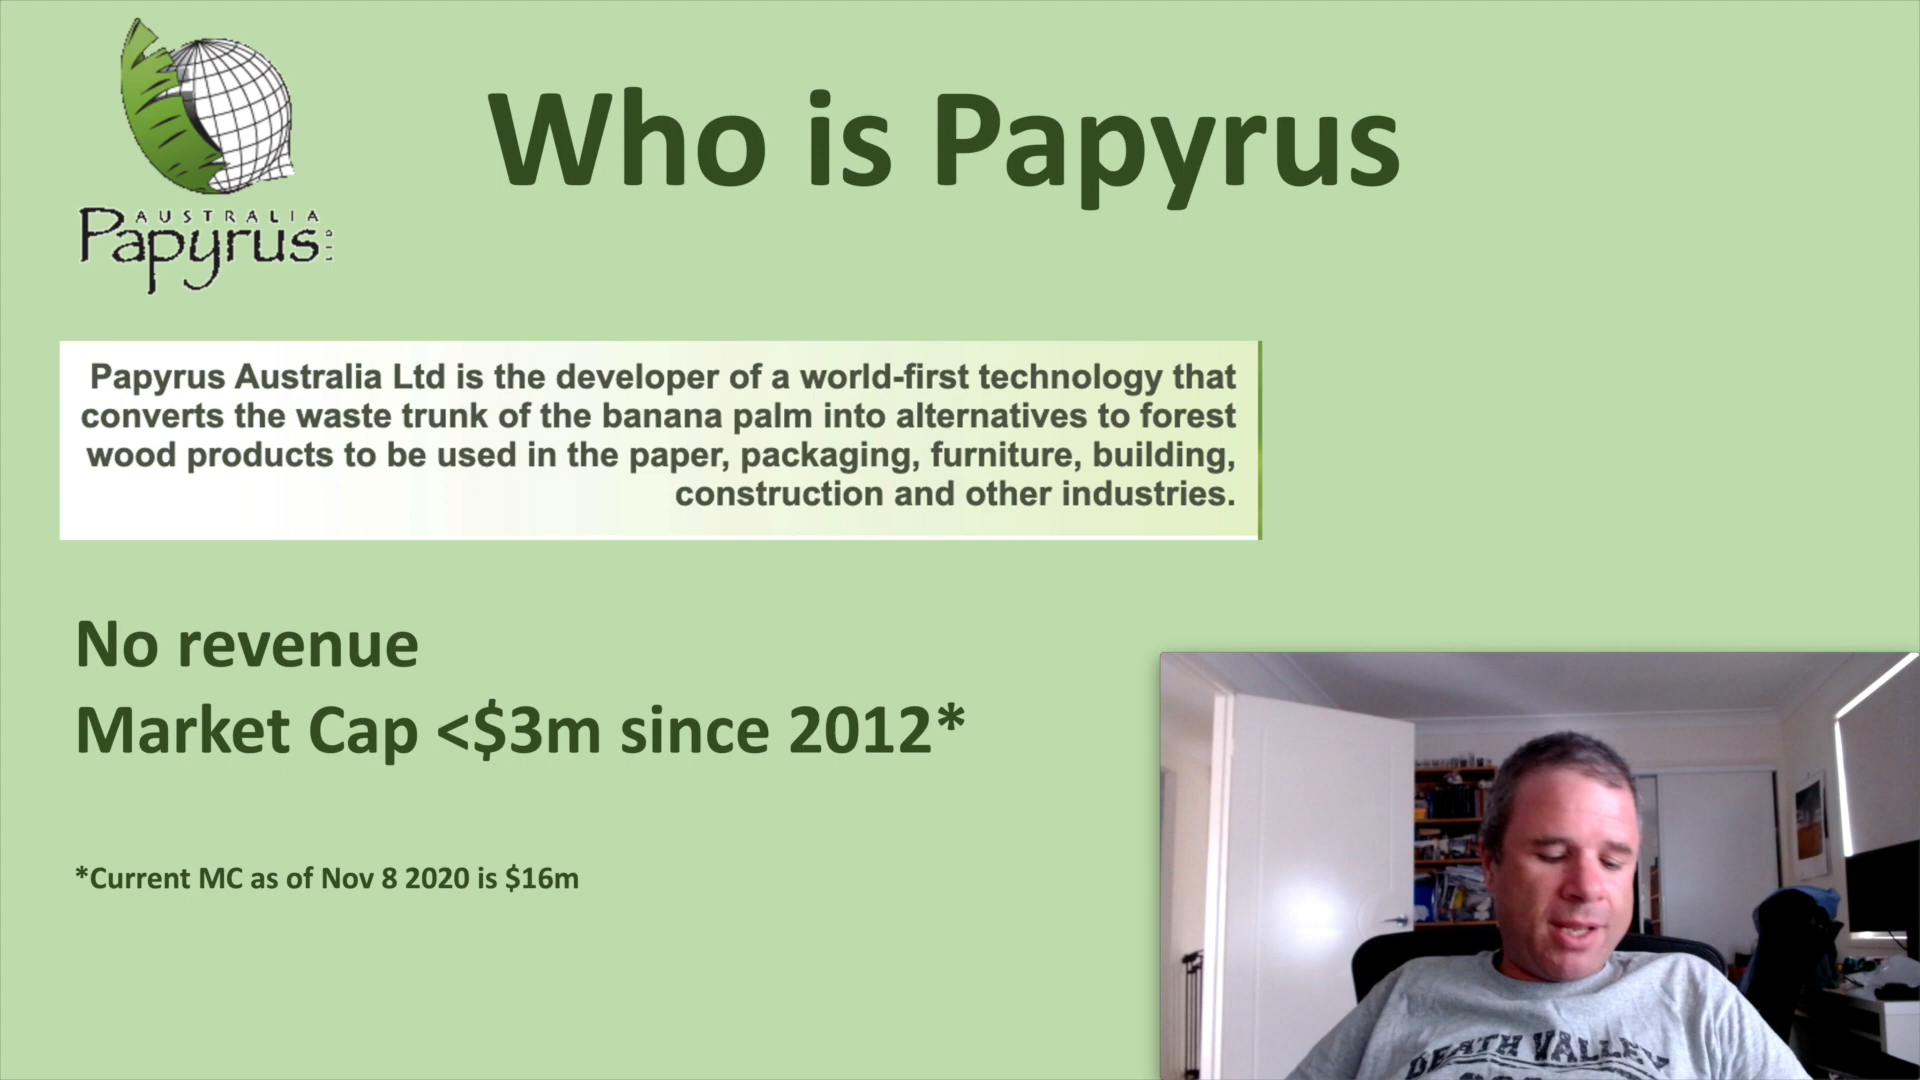 Who is Papyrus
AUSTRALIA
Papyrus LTD
Papyrus Australia Ltd is the developer of a world-first technology that
converts the waste trunk of the banana palm into alternatives to forest
wood products to be used in the paper, packaging, furniture, building,
construction and other industries.
No revenue
Market Cap <$3m since 2012*
*Current MC as of Nov 8 2020 is $16m
DEATH VALLEY